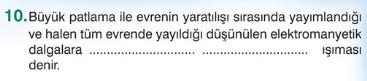 10. Büyük patlama ile evrenin yaratılışı sırasında yayımlandığı
ve halen tüm evrende yayıldığı düşünülen elektromanyetik
dalgalara .............................. .............................. ışıması
denir.